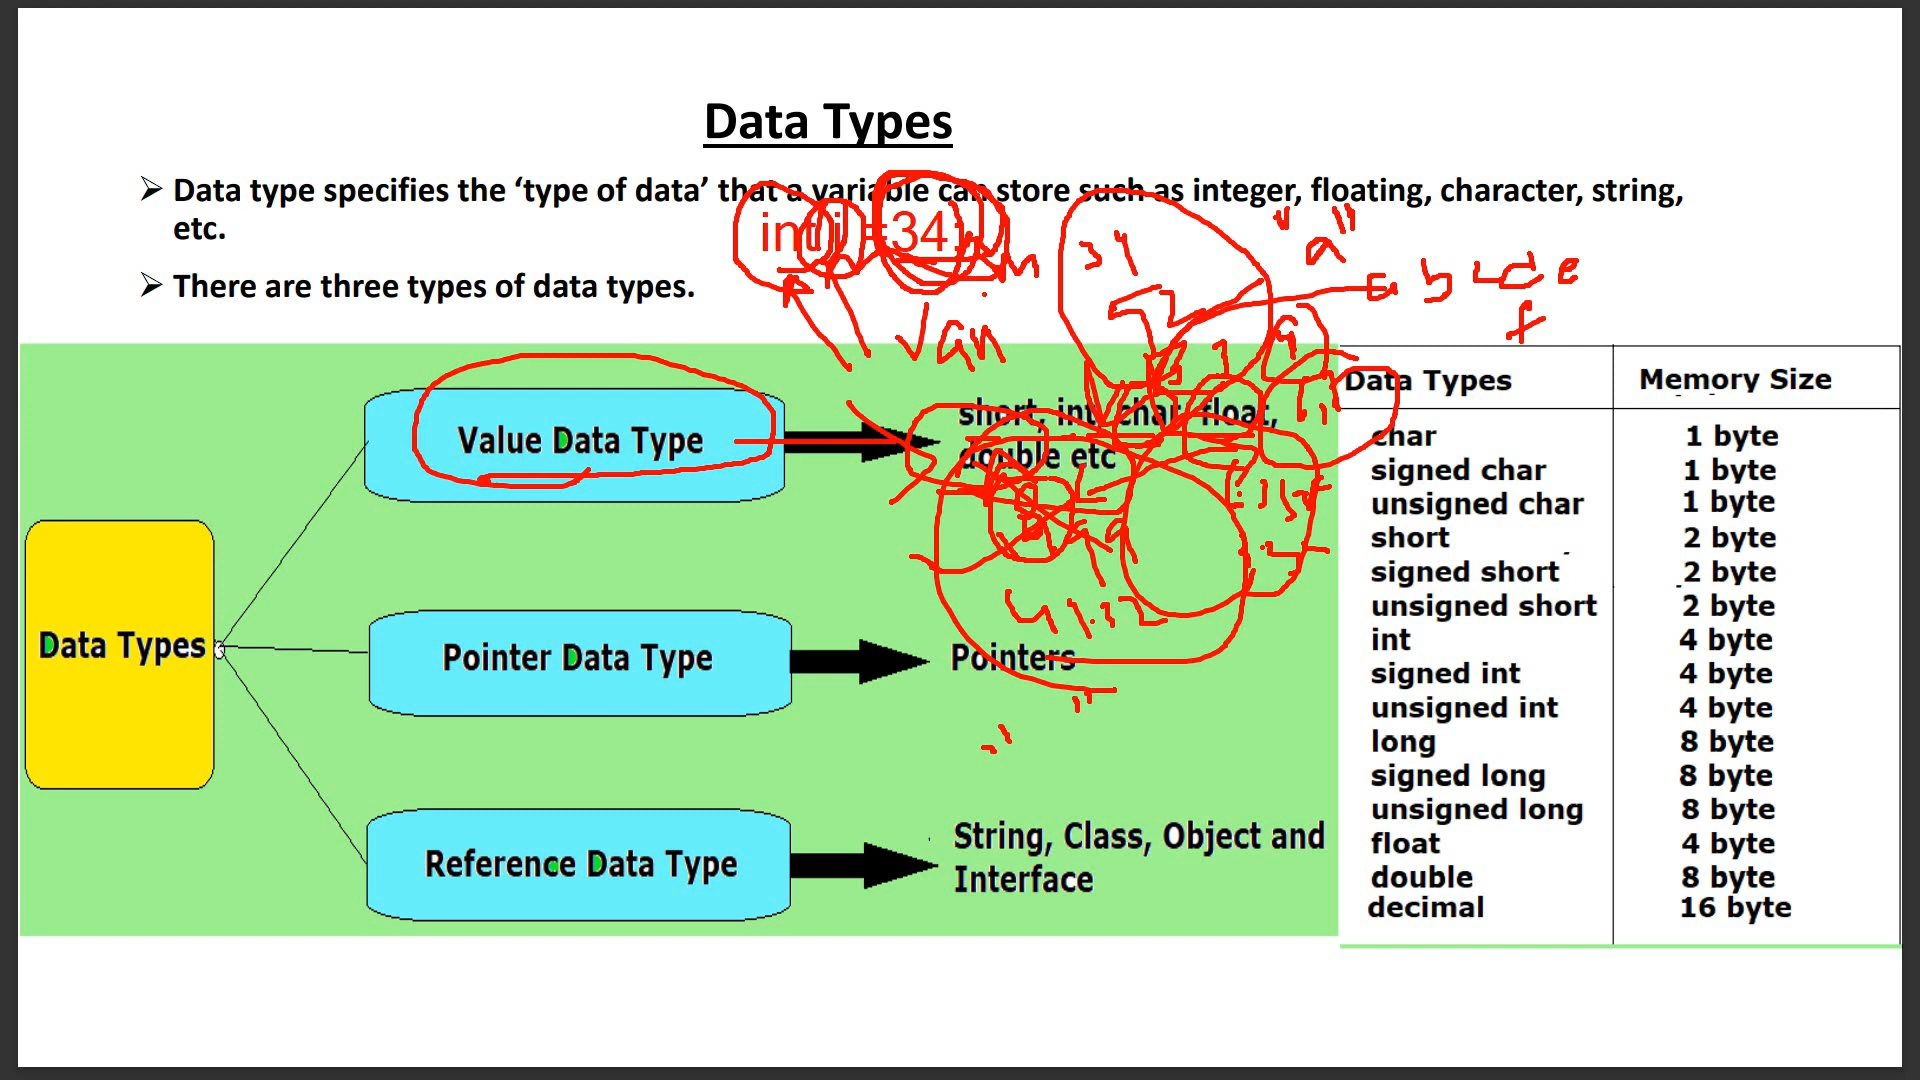 Data Types
➢ Data type specifies the ‘type of data’ that a variable can store such as integer, floating, character, string,
etc.
int j =34;
34
"a"
a b c d e
f
➢ There are three types of data types.
van
Data Types
Value Data Type
short, int, char, float,
double etc
Pointer Data Type
Pointers
Reference Data Type
String, Class, Object and
Interface
Data Types Memory Size
char 1 byte
signed char 1 byte
unsigned char 1 byte
short 2 byte
signed short 2 byte
unsigned short 2 byte
int 4 byte
signed int 4 byte
unsigned int 4 byte
long 8 byte
signed long 8 byte
unsigned long 8 byte
float 4 byte
double 8 byte
decimal 16 byte